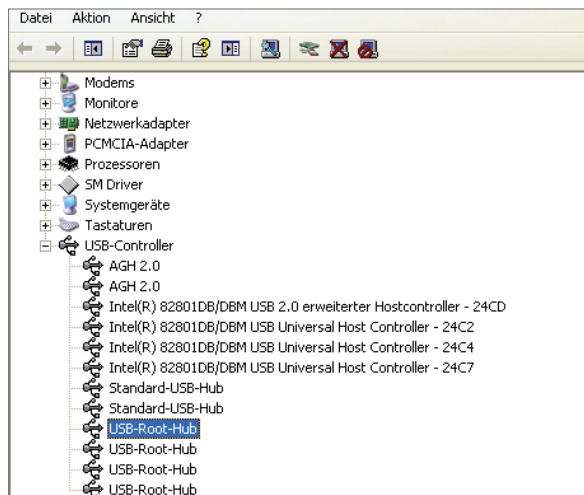 Datei Aktion Ansicht ?
Modems
Monitore
Netzwerkadapter
PCMCIA-Adapter
Prozessoren
SM Driver
Systemgeräte
Tastaturen
USB-Controller
AGH 2.0
AGH 2.0
Intel(R) 82801DB/DBM USB 2.0 erweiterter Hostcontroller - 24CD
Intel(R) 82801DB/DBM USB Universal Host Controller - 24C2
Intel(R) 82801DB/DBM USB Universal Host Controller - 24C4
Intel(R) 82801DB/DBM USB Universal Host Controller - 24C7
Standard-USB-Hub
Standard-USB-Hub
USB-Root-Hub
USB-Root-Hub
USB-Root-Hub
USB-Root-Hub